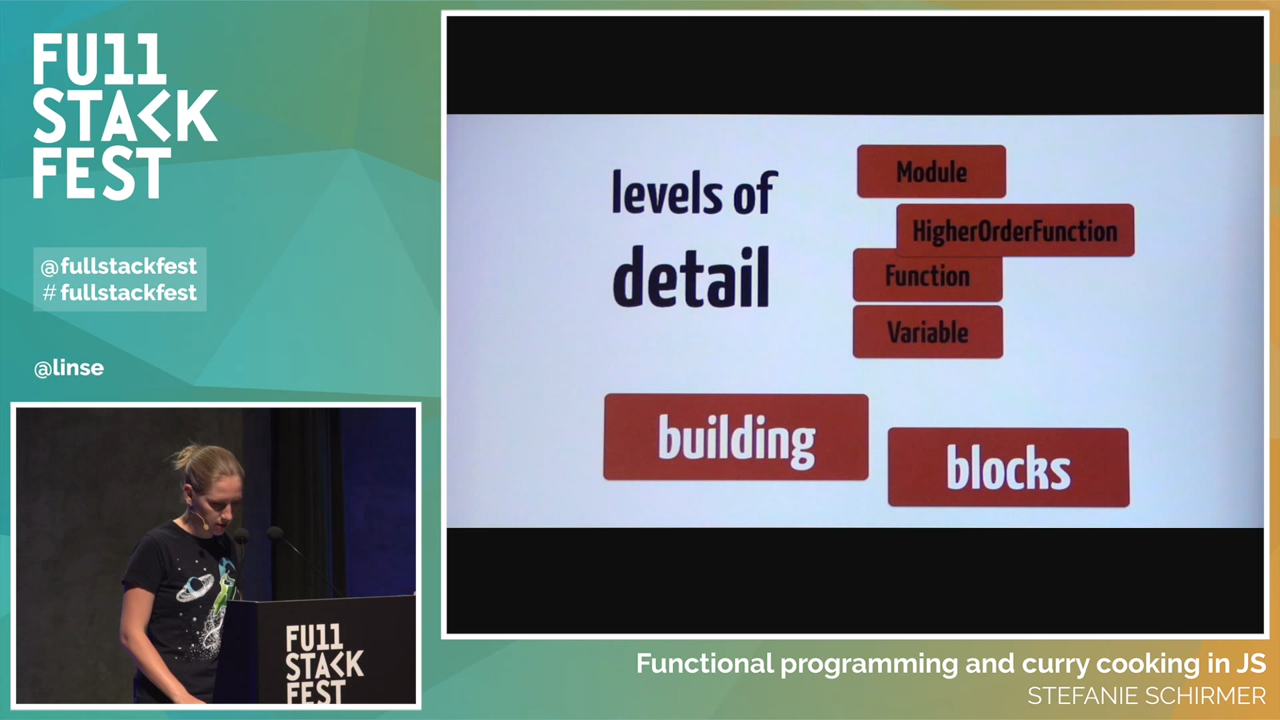 FULL
STACK
FEST
@fullstackfest
# fullstackfest
@linse
levels of
detail
Module
HigherOrderFunction
Function
Variable
building
blocks
FULL
STACK
FEST
Functional programming and curry cooking in JS
STEFANIE SCHIRMER